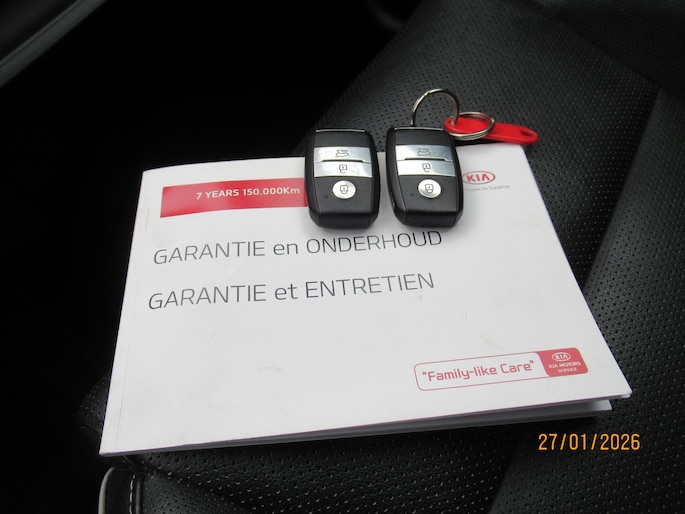 7 YEARS 150.000Km
KIA
GARANTIE en ONDERHOUD
GARANTIE et ENTRETIEN
"Family-like Care"
KIA
KIA MOTORS
SERVICE
27/01/2026